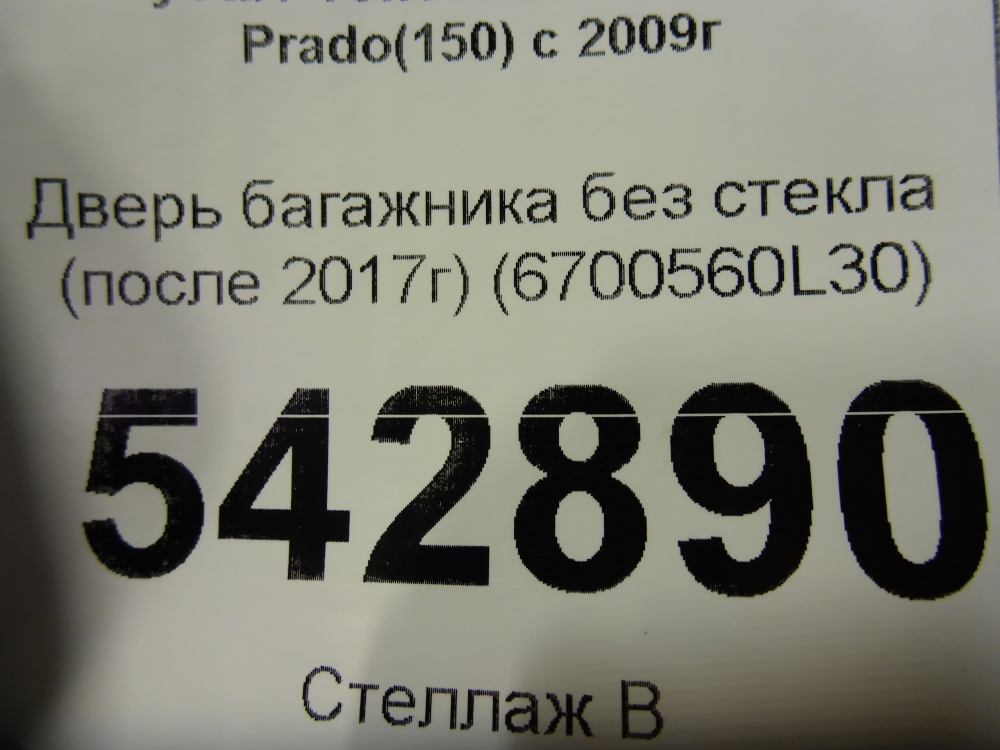 Prado(150) с 2009г
Дверь багажника без стекла
(после 2017г) (6700560L30)
542890
Стеллаж В